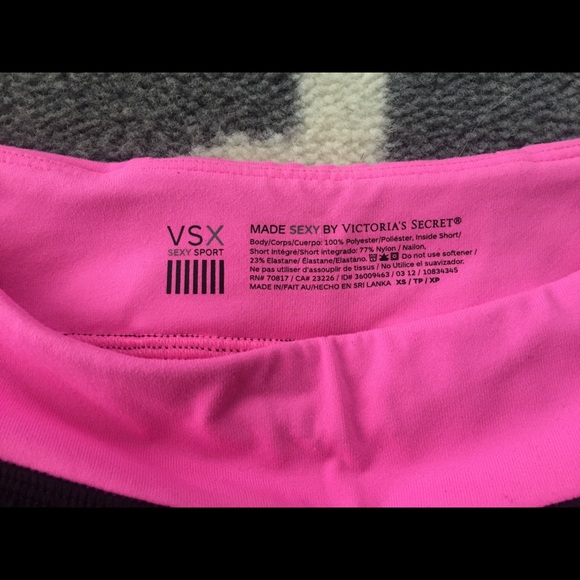 VSX
SEXY SPORT
MADE SEXY BY VICTORIA'S SECRET®
Body/Corps/Cuerpo: 100% Polyester/Poliéster, Inside Short/
Short Intégré/Short integrado: 77% Nylon / Nailon,
23% Elastane/ Élastane/ Elastano. Do not use softener /
Ne pas utiliser d'assouplir de tissus / No Utilice el suavizador.
RN# 70817 / CA# 23226 / ID# 36009463 / 03 12 / 10834345
MADE IN/FAIT AU/HECHO EN SRI LANKA XS / TP / XP